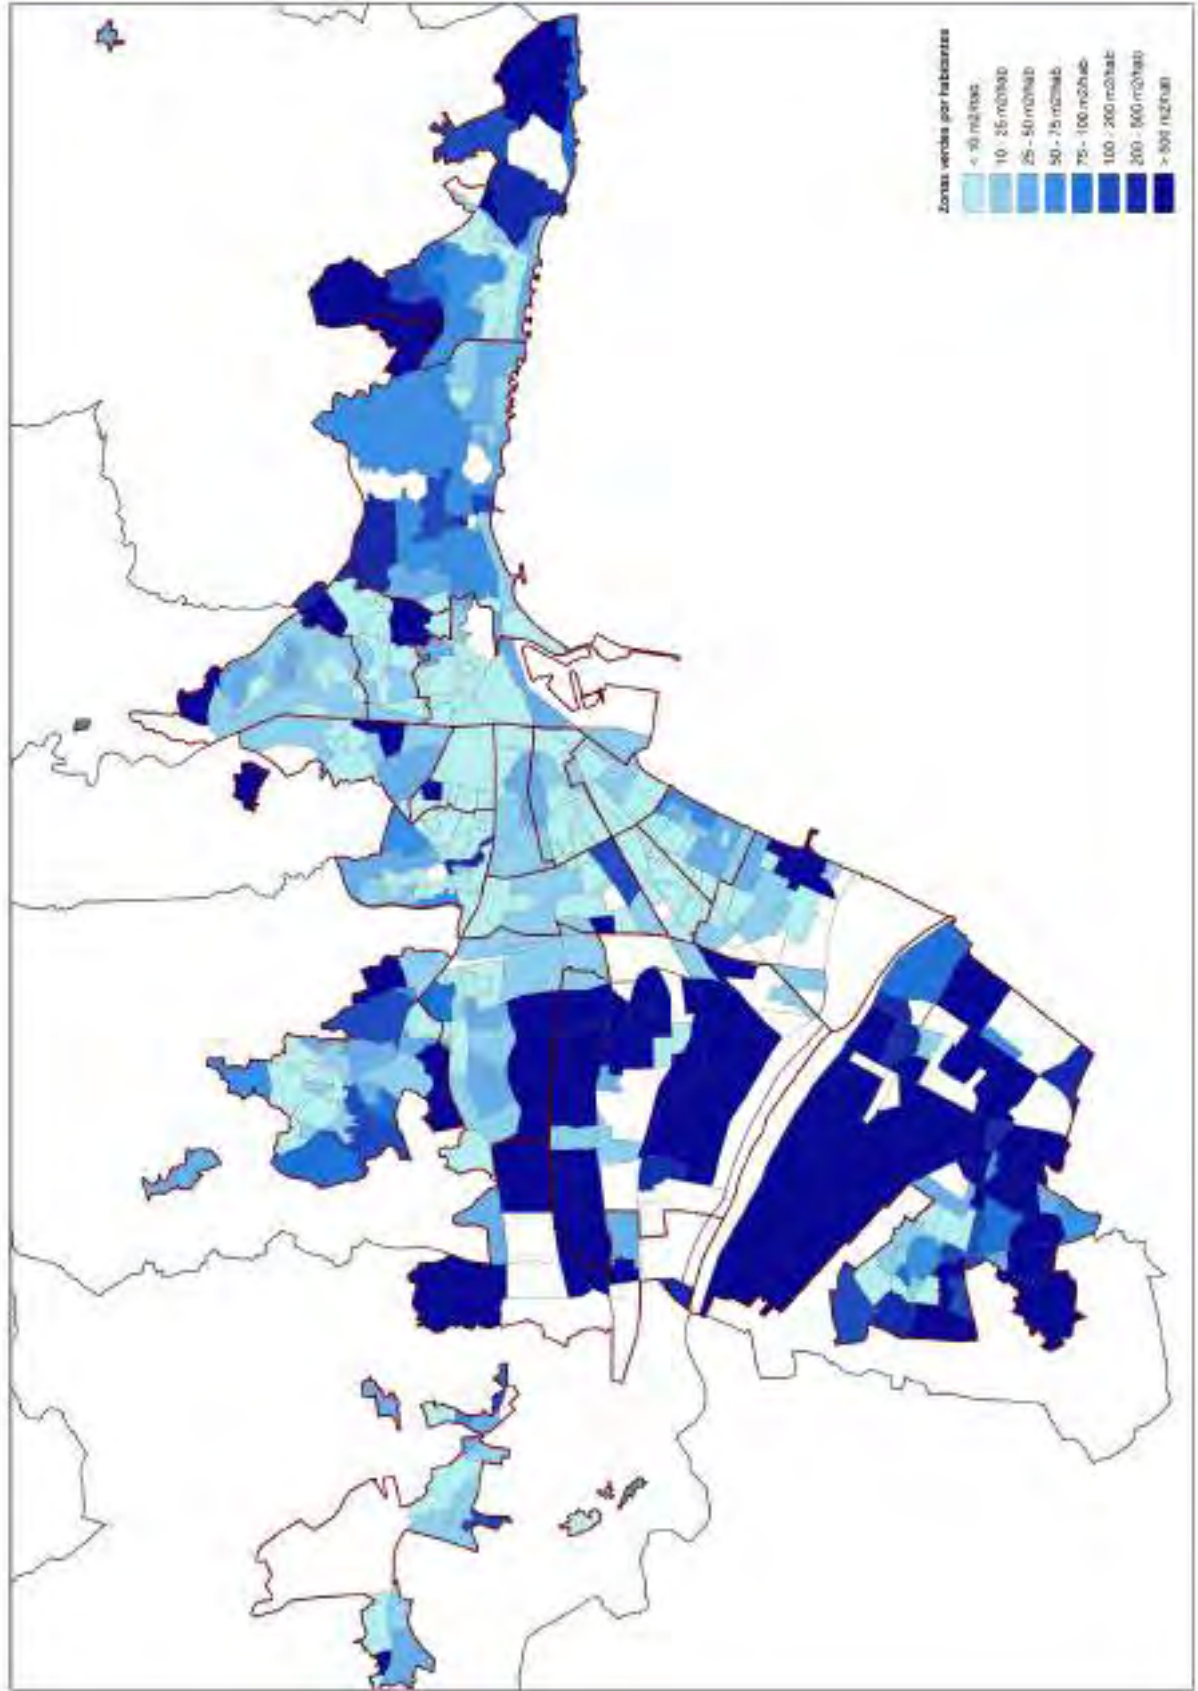 Zonas verdes por habitantes
< 10 m2/hab
10 - 25 m2/hab
25 - 50 m2/hab
50 - 75 m2/hab
75 - 100 m2/hab
100 - 200 m2/hab
200 - 500 m2/hab
> 500 m2/hab